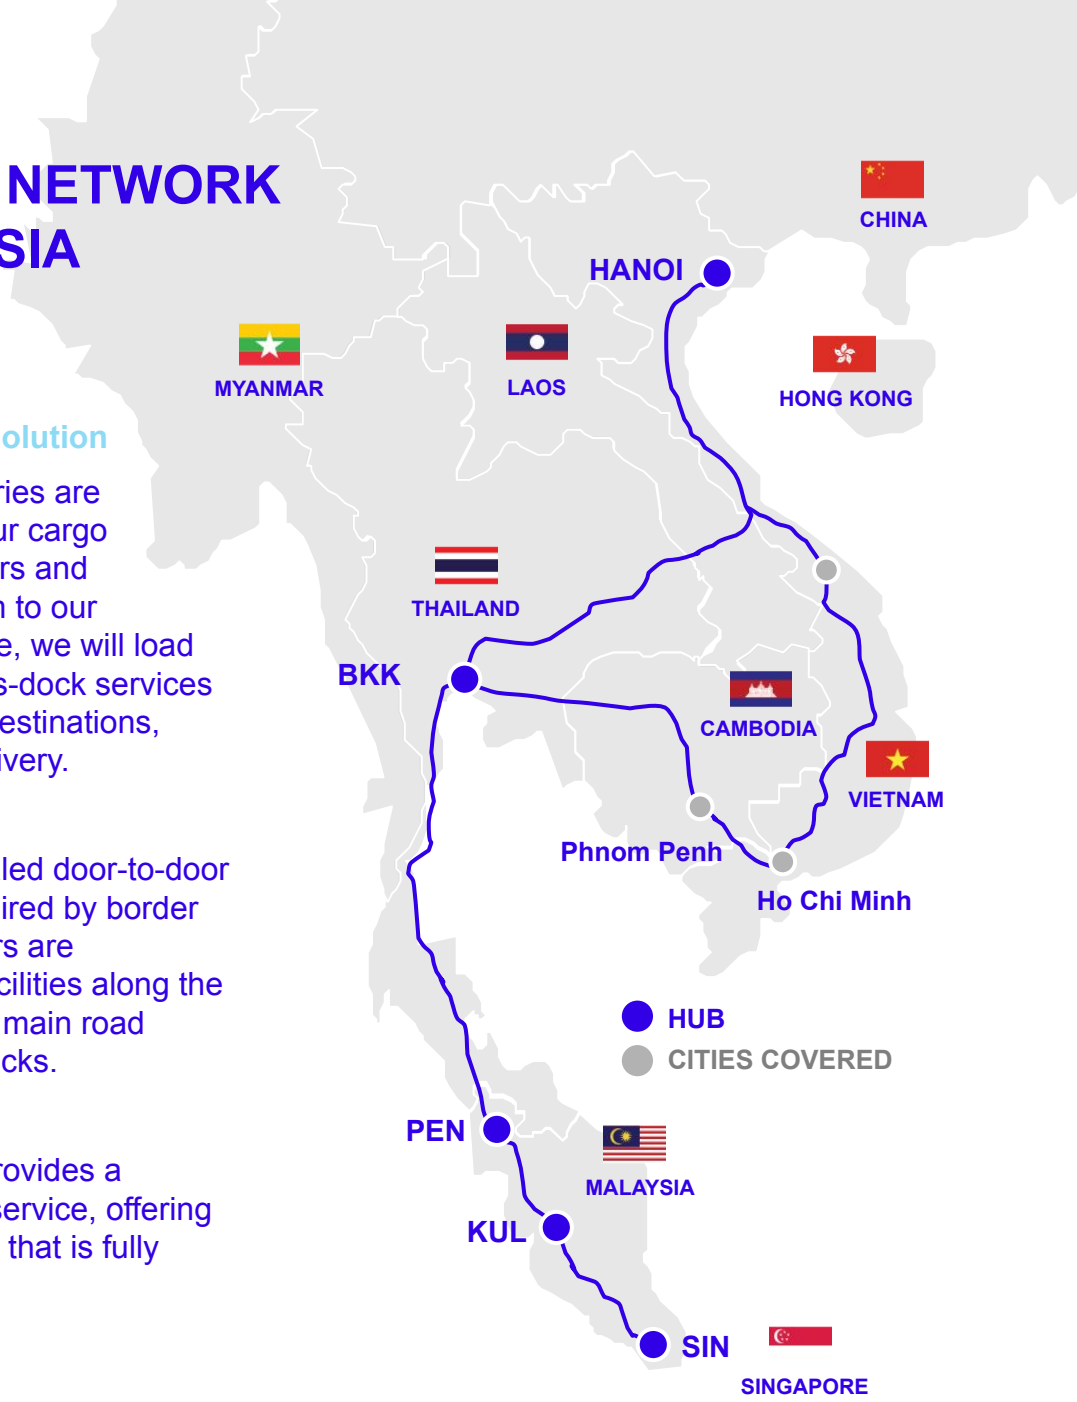 NETWORK
SIA
olution
ries are
ur cargo
rs and
n to our
e, we will load
s-dock services
estinations,
ivery.
led door-to-door
ired by border
rs are
cilities along the
main road
cks.
rovides a
service, offering
that is fully
CHINA
HANOI
MYANMAR
LAOS
HONG KONG
THAILAND
BKK
CAMBODIA
VIETNAM
Phnom Penh
Ho Chi Minh
HUB
CITIES COVERED
PEN
MALAYSIA
KUL
SIN
SINGAPORE